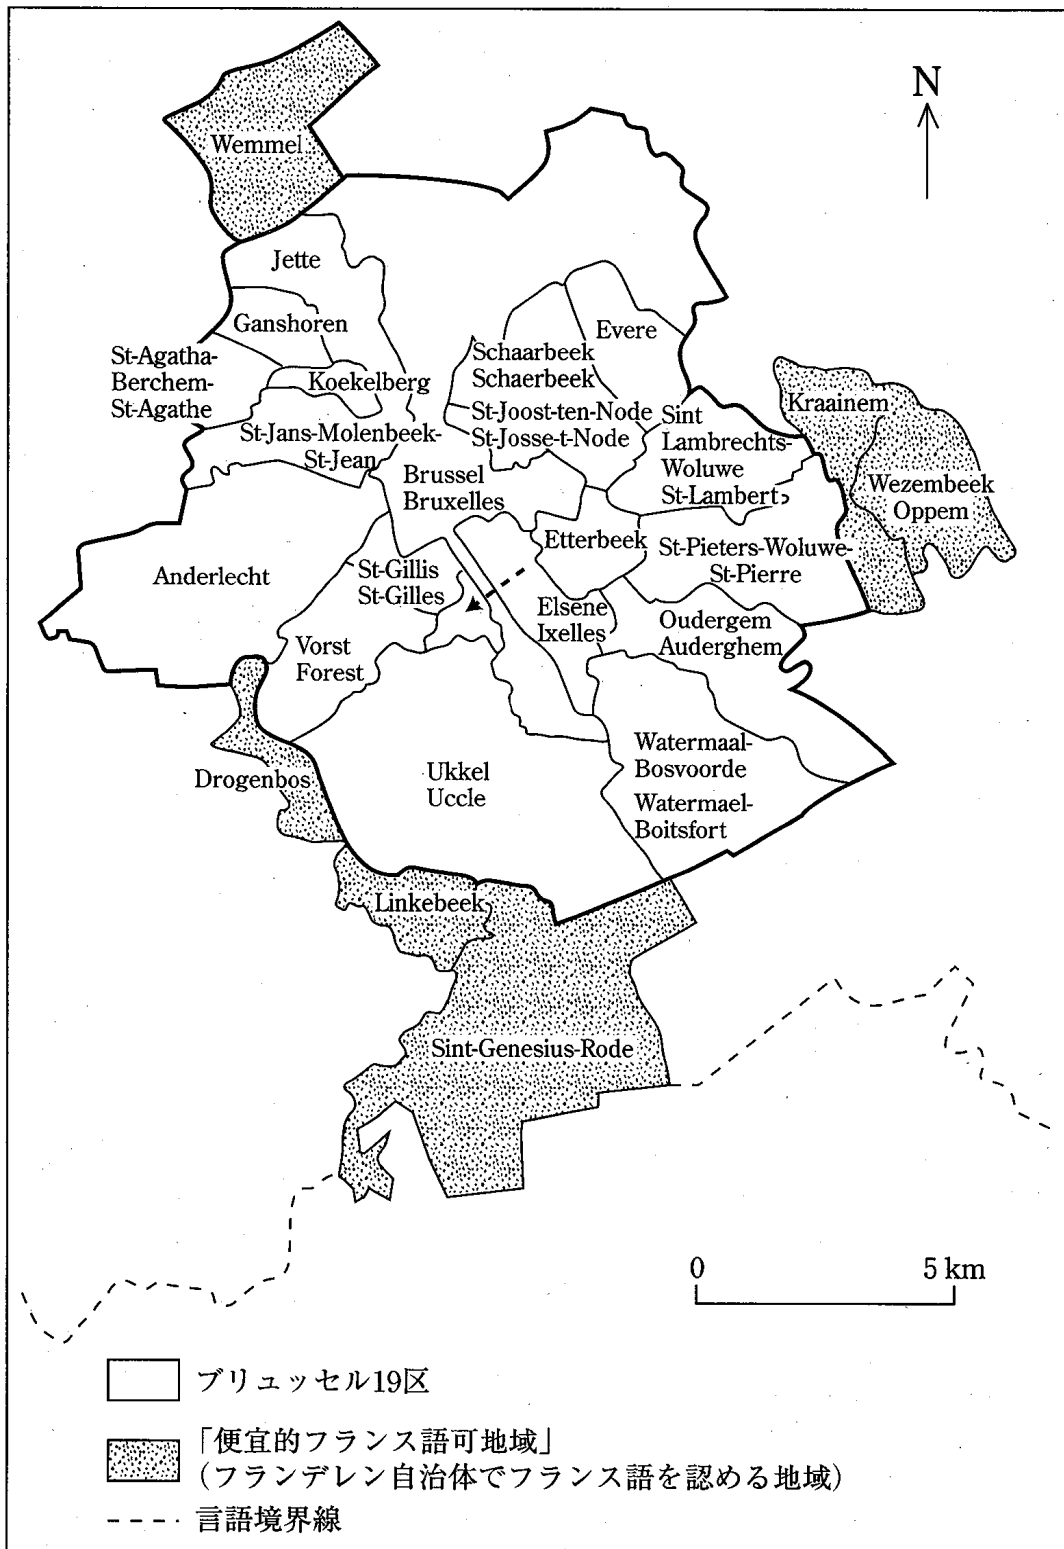 N
Wemmel
Jette
Ganshoren
Evere
St-Agatha-
Berchem-
St-Agathe
Koekelberg
Schaarbeek
Schaerbeek
Kraainem
St-Joost-ten-Node
St-Josse-t-Node
Sint
Lambrechts-
Woluwe
St-Lambert
St-Jans-Molenbeek-
St-Jean
Brussel
Bruxelles
Wezembeek
Oppem
Etterbeek
St-Pieters-Woluwe-
St-Pierre
Anderlecht
St-Gillis
St-Gilles
Elsene
Ixelles
Oudergem
Auderghem
Vorst
Forest
Watermaal-
Bosvoorde
Watermael-
Boitsfort
Drogenbos
Ukkel
Uccle
Linkebeek
Sint-Genesius-Rode
0 5 km
ブリュッセル19区
「便宜的フランス語可地域」
(フランデレン自治体でフランス語を認める地域)
言語境界線